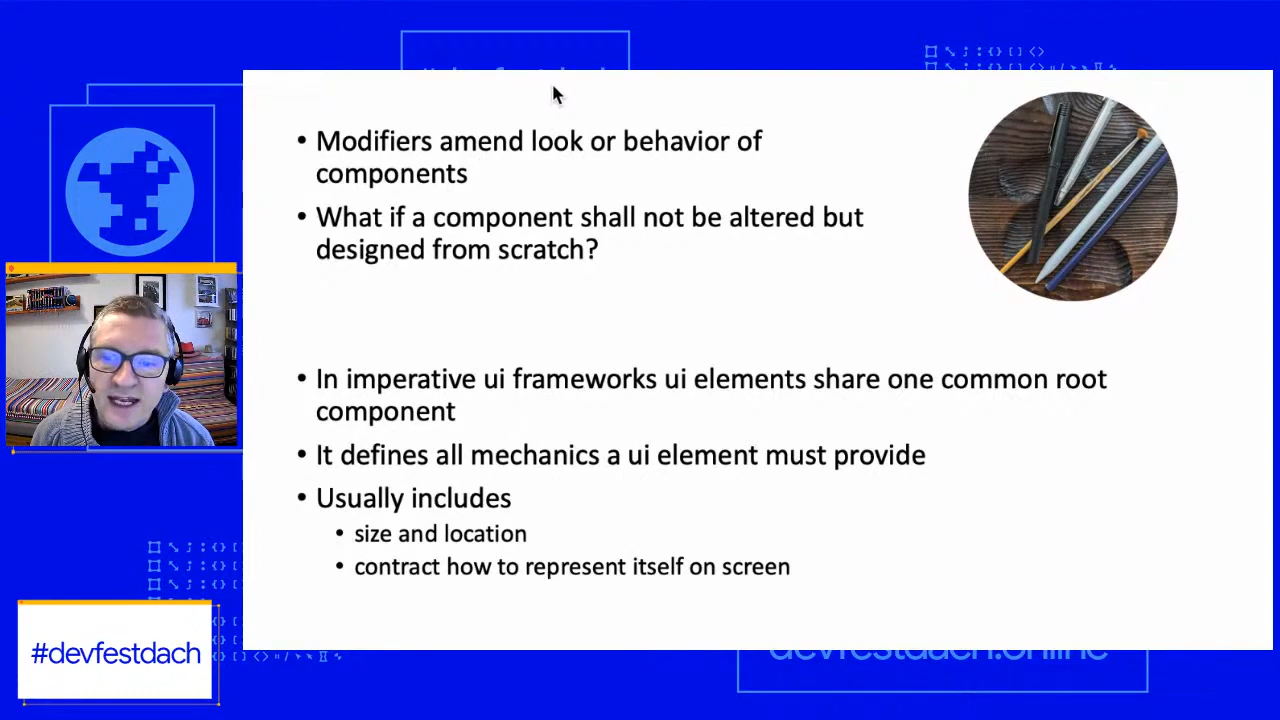 • Modifiers amend look or behavior of
components
• What if a component shall not be altered but
designed from scratch?
• In imperative ui frameworks ui elements share one common root
component
• It defines all mechanics a ui element must provide
• Usually includes
• size and location
• contract how to represent itself on screen
#devfestdach
devfestdach.online